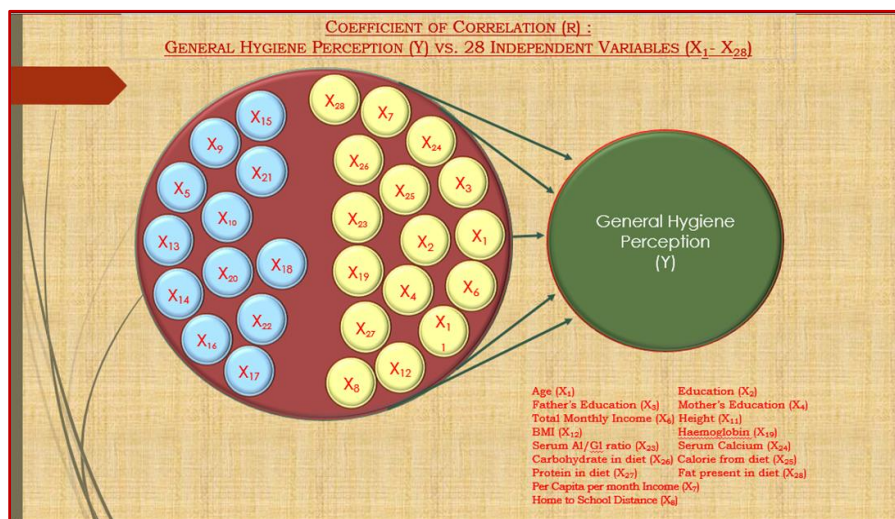 COEFFICIENT OF CORRELATION (R) :
GENERAL HYGIENE PERCEPTION (Y) VS. 28 INDEPENDENT VARIABLES (X₁- X₂₈)
X₁₅
X₉
X₂₁
X₅
X₁₀
X₁₃
X₁₈
X₂₀
X₁₄
X₂₂
X₁₆
X₁₇
X₂₈
X₇
X₂₄
X₂₆
X₃
X₂₅
X₂₃
X₂
X₁
X₁₉
X₄
X₆
X₂₇
X₁
1
X₁₂
X₈
General Hygiene
Perception
(Y)
Age (X₁) Education (X₂)
Father's Education (X₃) Mother's Education (X₄)
Total Monthly Income (X₆) Height (X₁₁)
BMI (X₁₂) Haemoglobin (X₁₉)
Serum Al/Gl ratio (X₂₃) Serum Calcium (X₂₄)
Carbohydrate in diet (X₂₆) Calorie from diet (X₂₅)
Protein in diet (X₂₇) Fat present in diet (X₂₈)
Per Capita per month Income (X₇)
Home to School Distance (X₈)